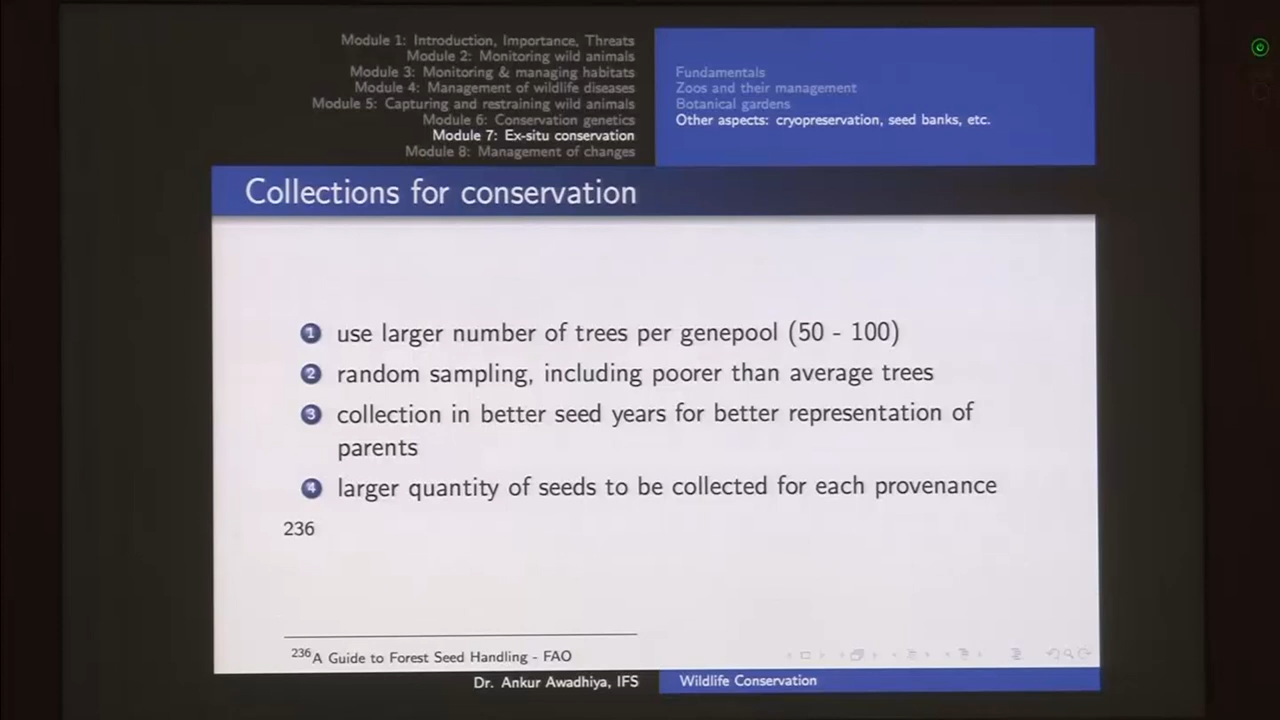 Module 1: Introduction, Importance, Threats
Module 2: Monitoring wild animals
Module 3: Monitoring & managing habitats
Module 4: Management of wildlife diseases
Module 5: Capturing and restraining wild animals
Module 6: Conservation genetics
Module 7: Ex-situ conservation
Module 8: Management of changes
Fundamentals
Zoos and their management
Botanical gardens
Other aspects: cryopreservation, seed banks, etc.
Collections for conservation
1 use larger number of trees per genepool (50 - 100)
2 random sampling, including poorer than average trees
3 collection in better seed years for better representation of
parents
4 larger quantity of seeds to be collected for each provenance
236
236A Guide to Forest Seed Handling - FAO
Dr. Ankur Awadhiya, IFS
Wildlife Conservation